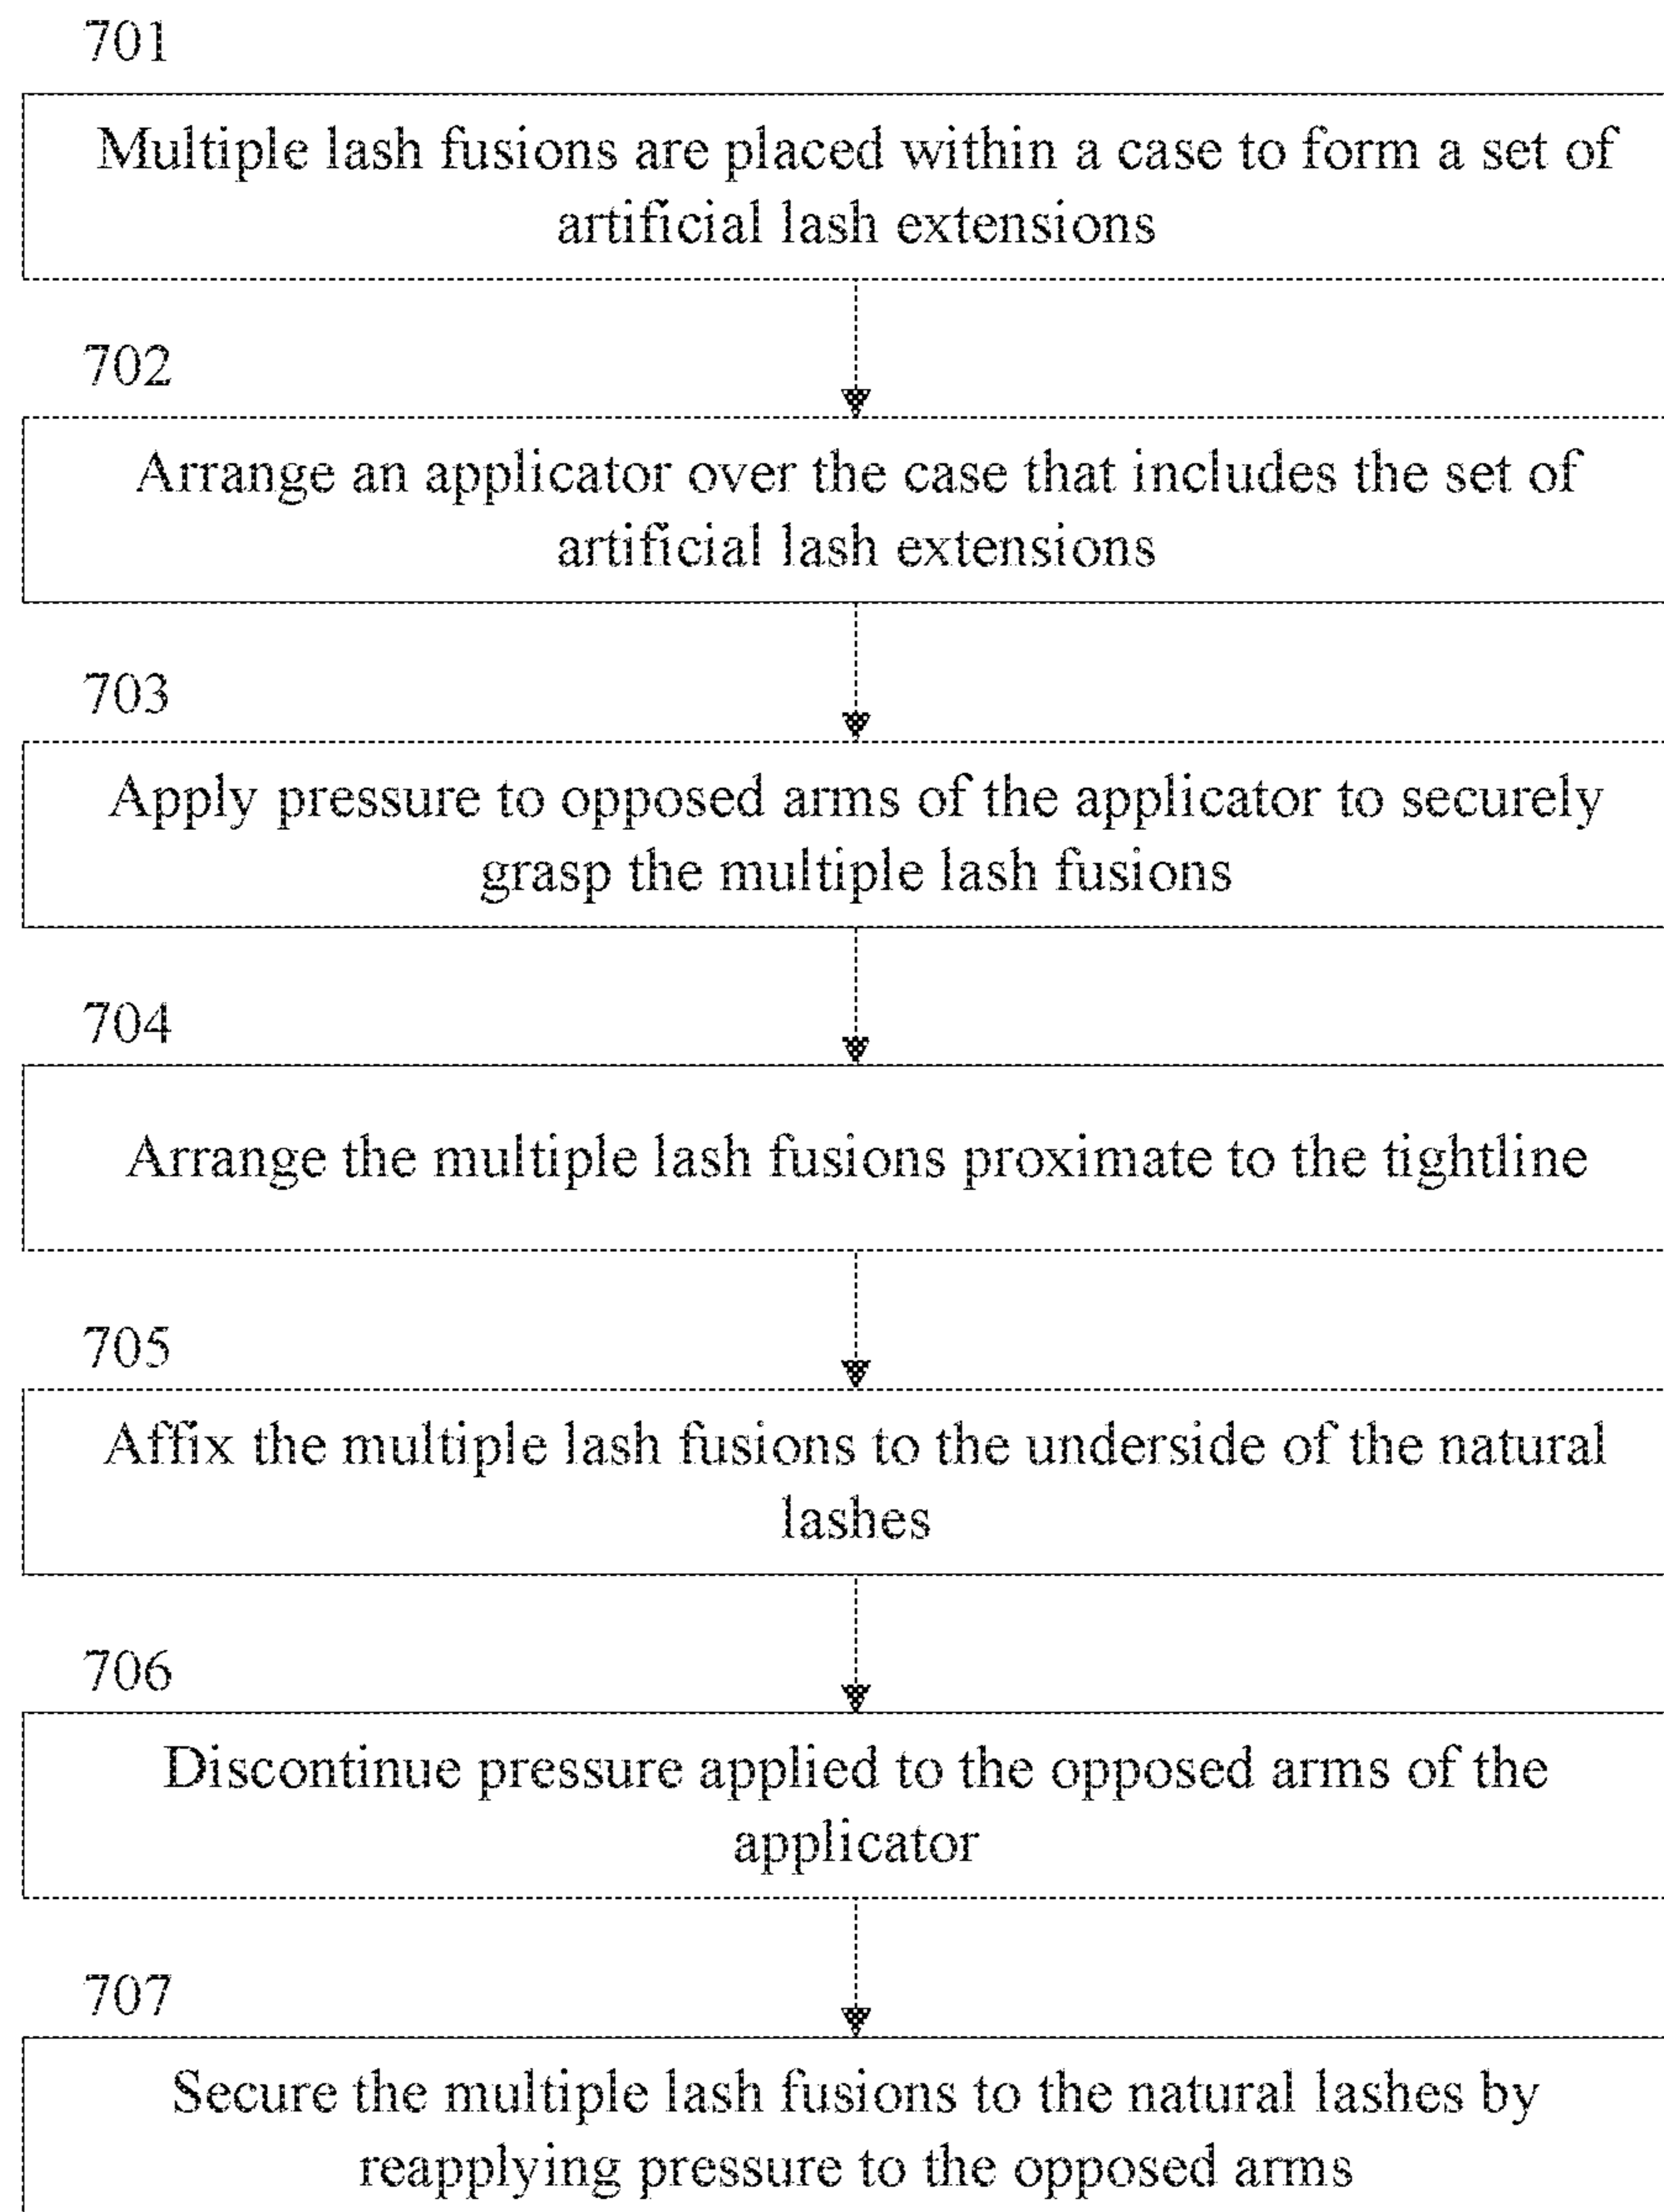 701
Multiple lash fusions are placed within a case to form a set of
artificial lash extensions
702
Arrange an applicator over the case that includes the set of
artificial lash extensions
703
Apply pressure to opposed arms of the applicator to securely
grasp the multiple lash fusions
704
Arrange the multiple lash fusions proximate to the tightline
705
Affix the multiple lash fusions to the underside of the natural
lashes
706
Discontinue pressure applied to the opposed arms of the
applicator
707
Secure the multiple lash fusions to the natural lashes by
reapplying pressure to the opposed arms